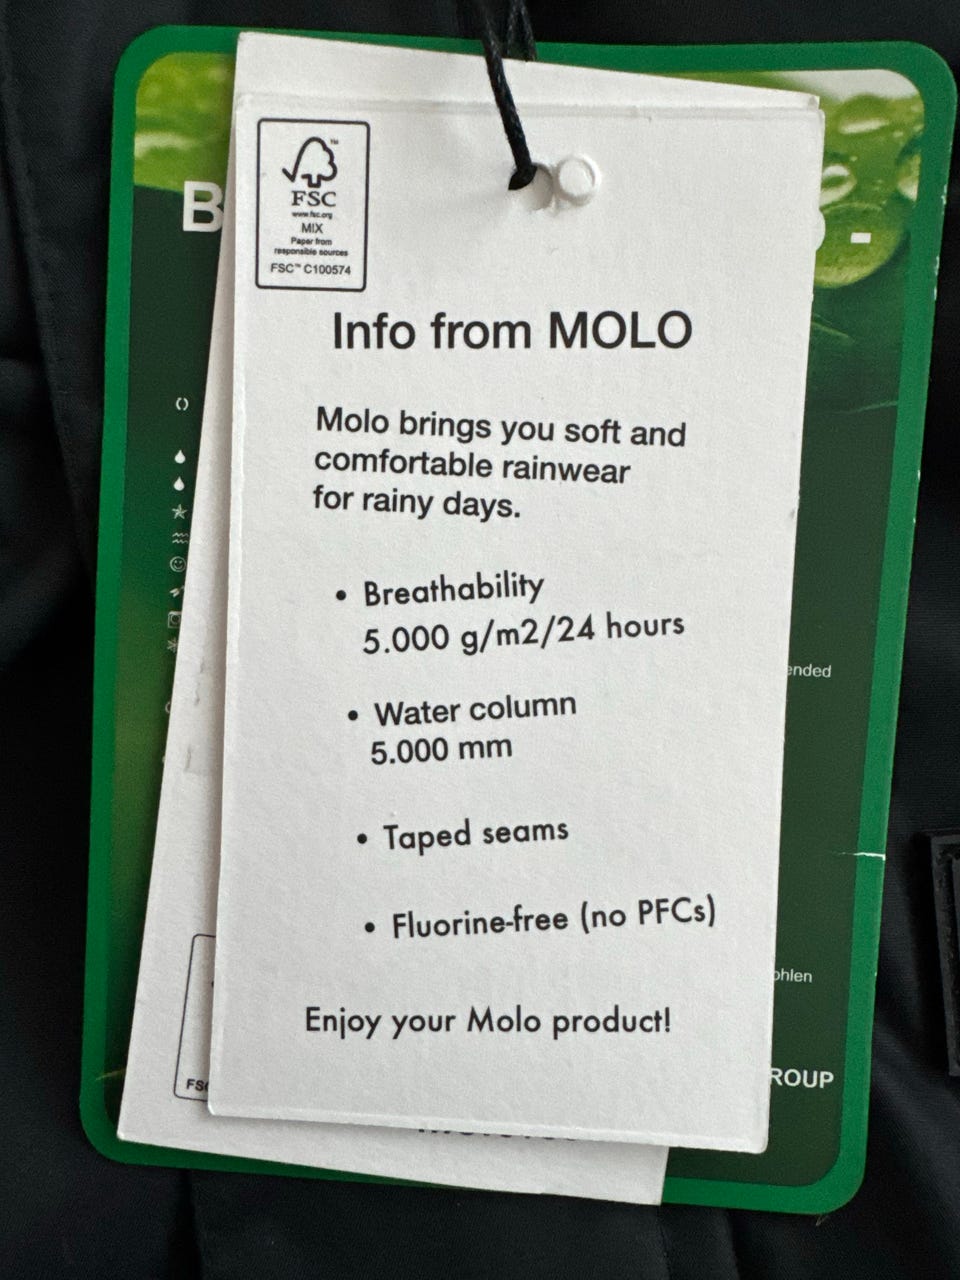 FSC
www.fsc.org
MIX
Paper from
responsible sources
FSC™ C100574
Info from MOLO
Molo brings you soft and
comfortable rainwear
for rainy days.
• Breathability
5.000 g/m2/24 hours
• Water column
5.000 mm
• Taped seams
• Fluorine-free (no PFCs)
Enjoy your Molo product!
B
-
ended
ohlen
ROUP
FSC